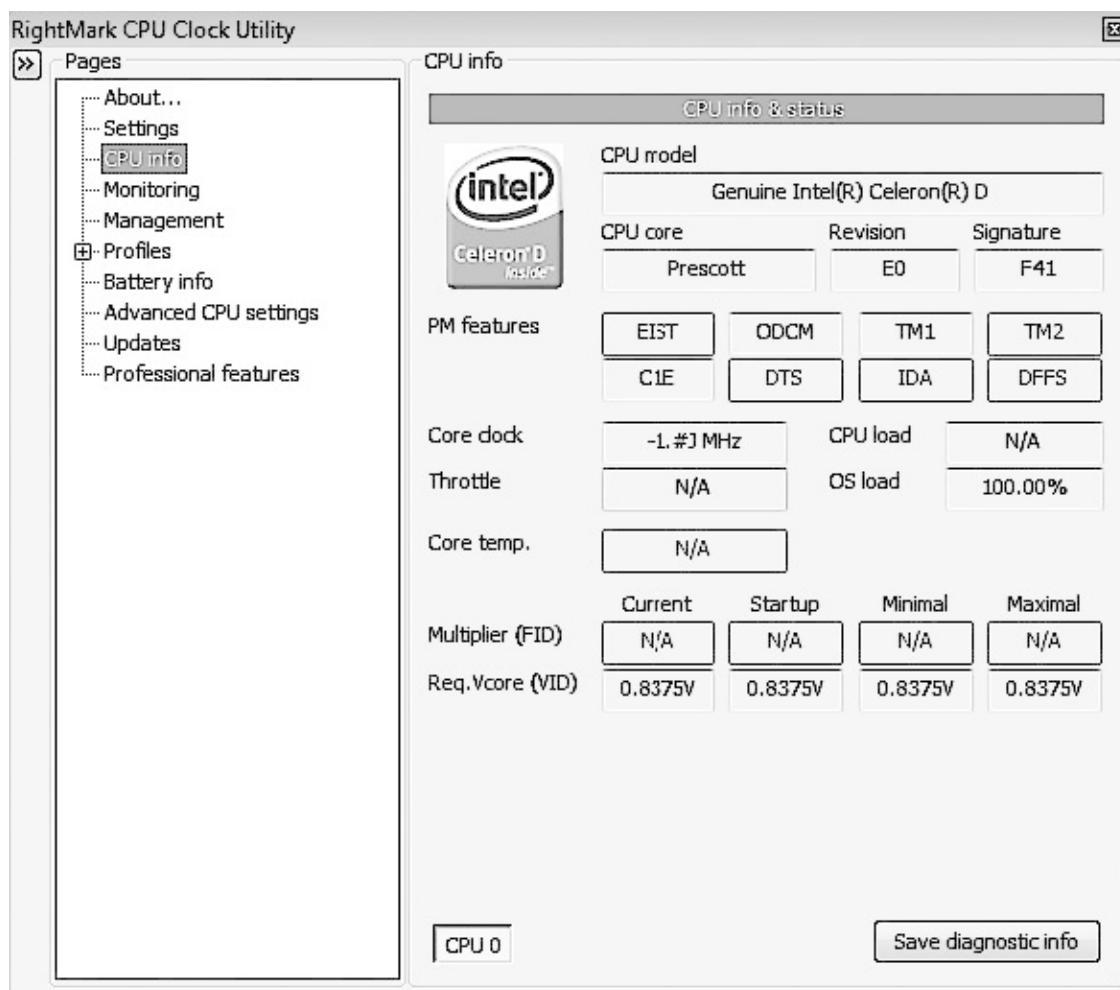 RightMark CPU Clock Utility
Pages
About...
Settings
CPU info
Monitoring
Management
Profiles
Battery info
Advanced CPU settings
Updates
Professional features
CPU info
CPU info & status
intel
Celeron D
inside™
CPU model
Genuine Intel(R) Celeron(R) D
CPU core Revision Signature
Prescott E0 F41
PM features EIST ODCM TM1 TM2
C1E DTS IDA DFFS
Core clock -1.#J MHz CPU load N/A
Throttle N/A OS load 100.00%
Core temp. N/A
Current Startup Minimal Maximal
Multiplier (FID) N/A N/A N/A N/A
Req.Vcore (VID) 0.8375V 0.8375V 0.8375V 0.8375V
CPU 0 Save diagnostic info